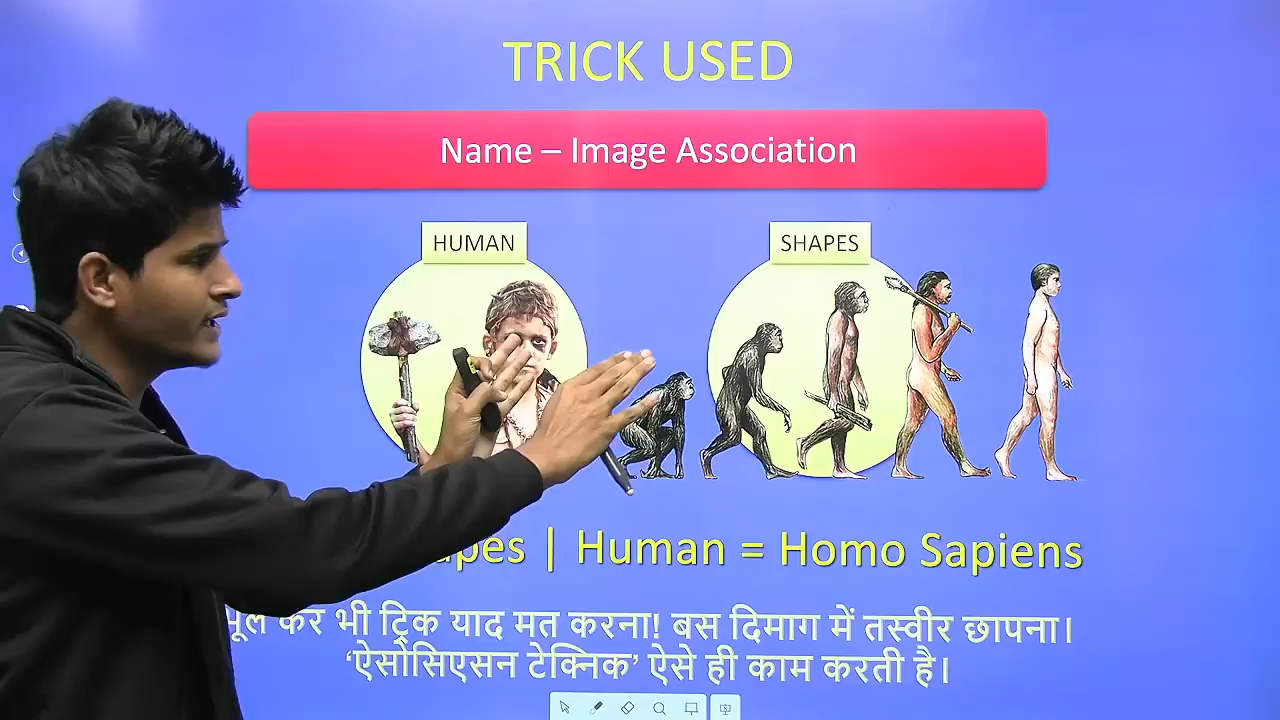 TRICK USED
Name – Image Association
HUMAN
SHAPES
| Human = Homo Sapiens
कर भी ट्रिक याद मत करना! बस दिमाग में तस्वीर छापना।
‘ऐसोसिएसन टेक्निक’ ऐसे ही काम करती है।